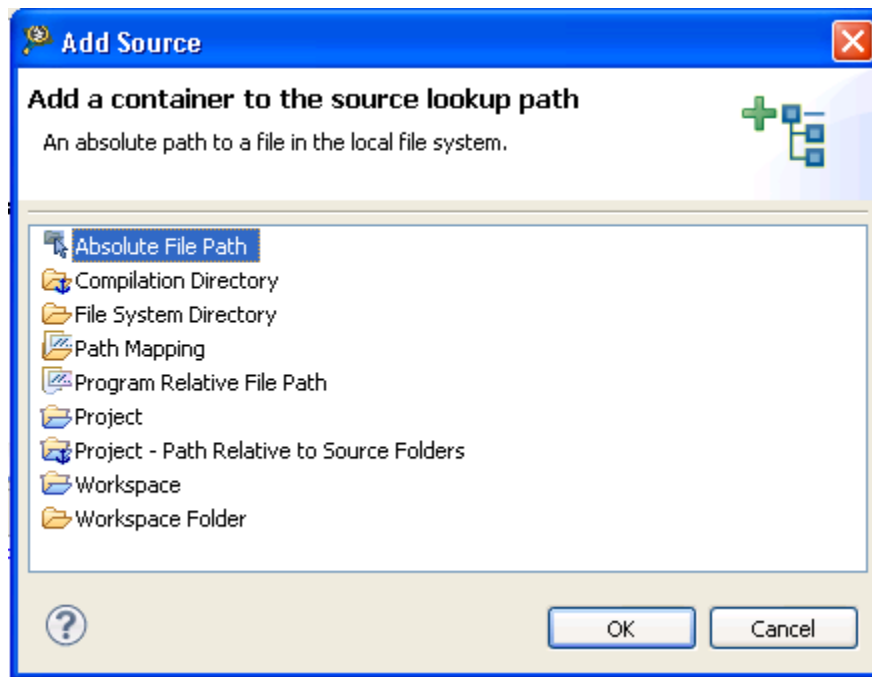 Add Source
Add a container to the source lookup path
An absolute path to a file in the local file system.
Absolute File Path
Compilation Directory
File System Directory
Path Mapping
Program Relative File Path
Project
Project - Path Relative to Source Folders
Workspace
Workspace Folder
?
OK Cancel